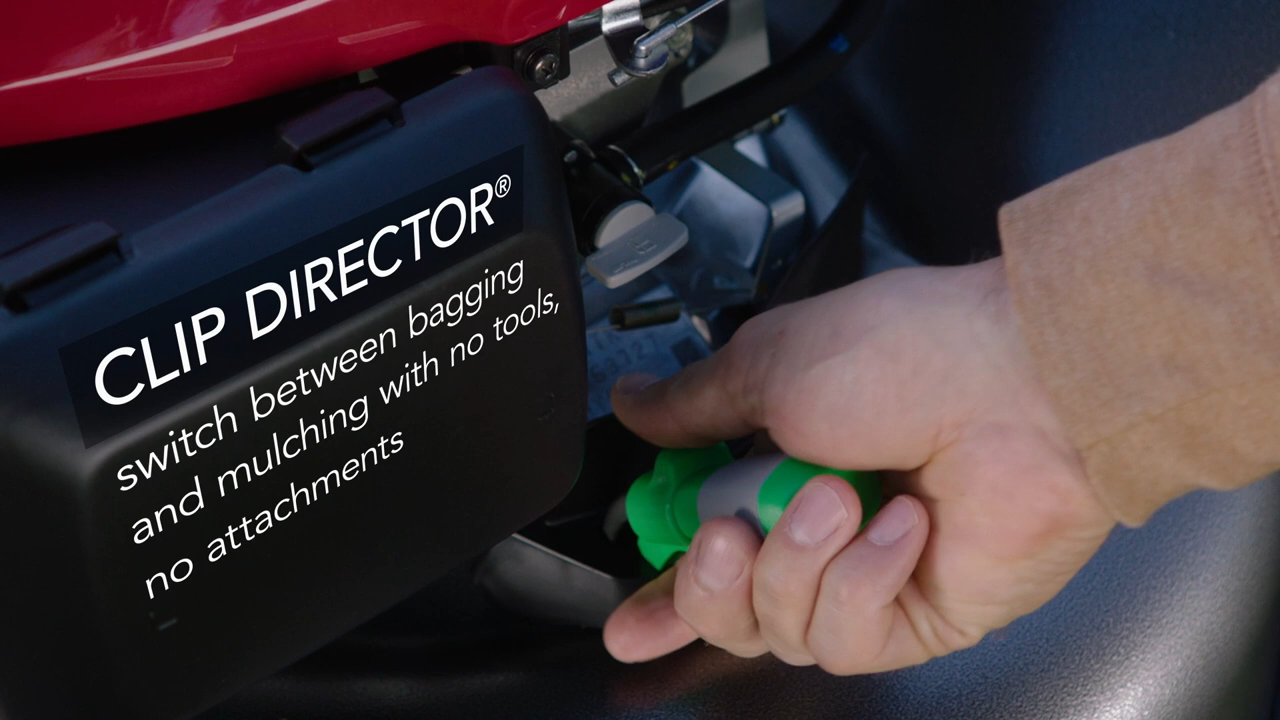 CLIP DIRECTOR®
switch between bagging
and mulching with no tools,
no attachments